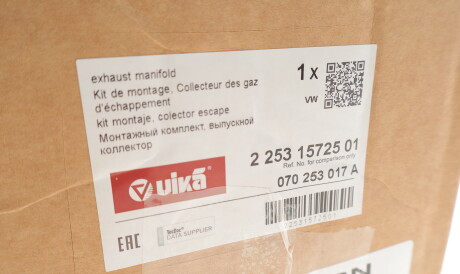 exhaust manifold
Kit de montage, Collecteur des gaz
d'échappement
kit montaje, colector escape
Монтажный комплект, выпускной
коллектор
1 x
VW
2 253 15725 01
Ref. No. for comparison only
070 253 017 A
vika
EAC
TecDoc
DATA SUPPLIER
22531572501